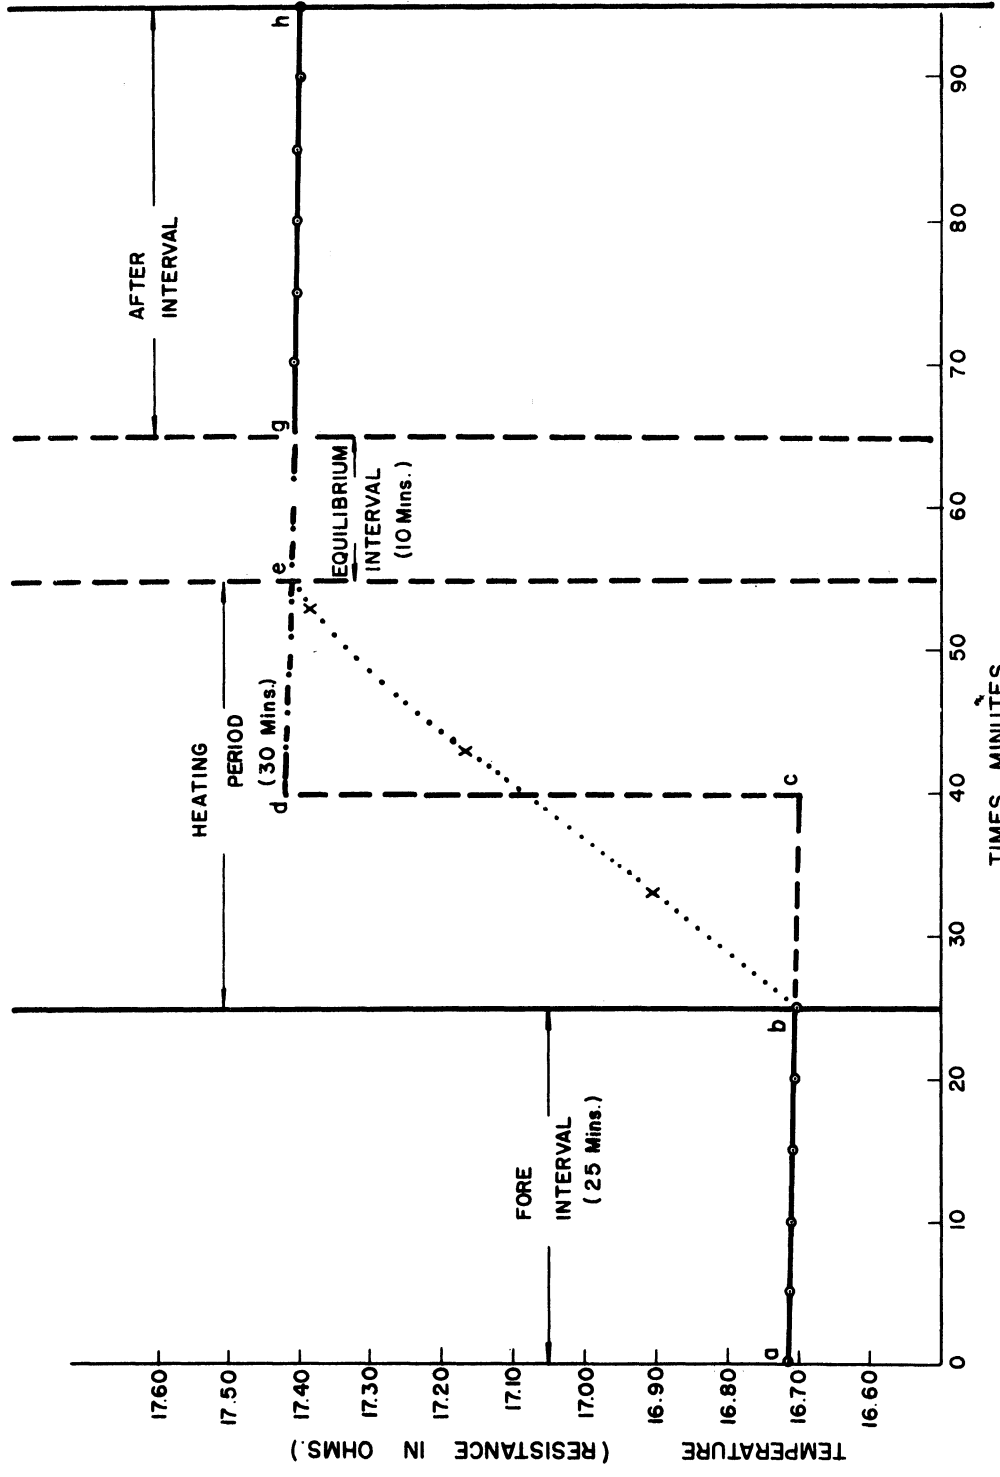 TEMPERATURE (RESISTANCE IN OHMS.)
17.60
17.50
17.40
17.30
17.20
17.10
17.00
16.90
16.80
16.70
16.60
FORE
INTERVAL
(25 Mins.)
HEATING
PERIOD
(30 Mins.)
EQUILIBRIUM
INTERVAL
(10 Mins.)
AFTER
INTERVAL
a
b
c
d
e
g
h
0
10
20
30
40
50
60
70
80
90
TIMES MINUTES